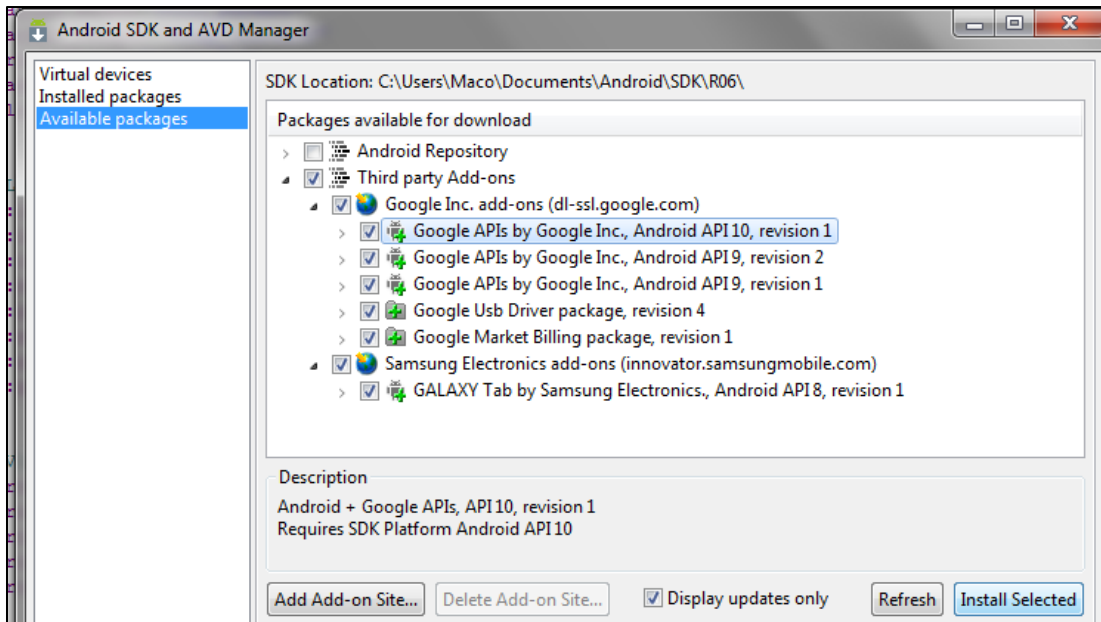 Android SDK and AVD Manager
Virtual devices
Installed packages
Available packages
SDK Location: C:\Users\Maco\Documents\Android\SDK\R06\
Packages available for download
Android Repository
Third party Add-ons
Google Inc. add-ons (dl-ssl.google.com)
Google APIs by Google Inc., Android API 10, revision 1
Google APIs by Google Inc., Android API 9, revision 2
Google APIs by Google Inc., Android API 9, revision 1
Google Usb Driver package, revision 4
Google Market Billing package, revision 1
Samsung Electronics add-ons (innovator.samsungmobile.com)
GALAXY Tab by Samsung Electronics., Android API 8, revision 1
Description
Android + Google APIs, API 10, revision 1
Requires SDK Platform Android API 10
Add Add-on Site... Delete Add-on Site... Display updates only Refresh Install Selected